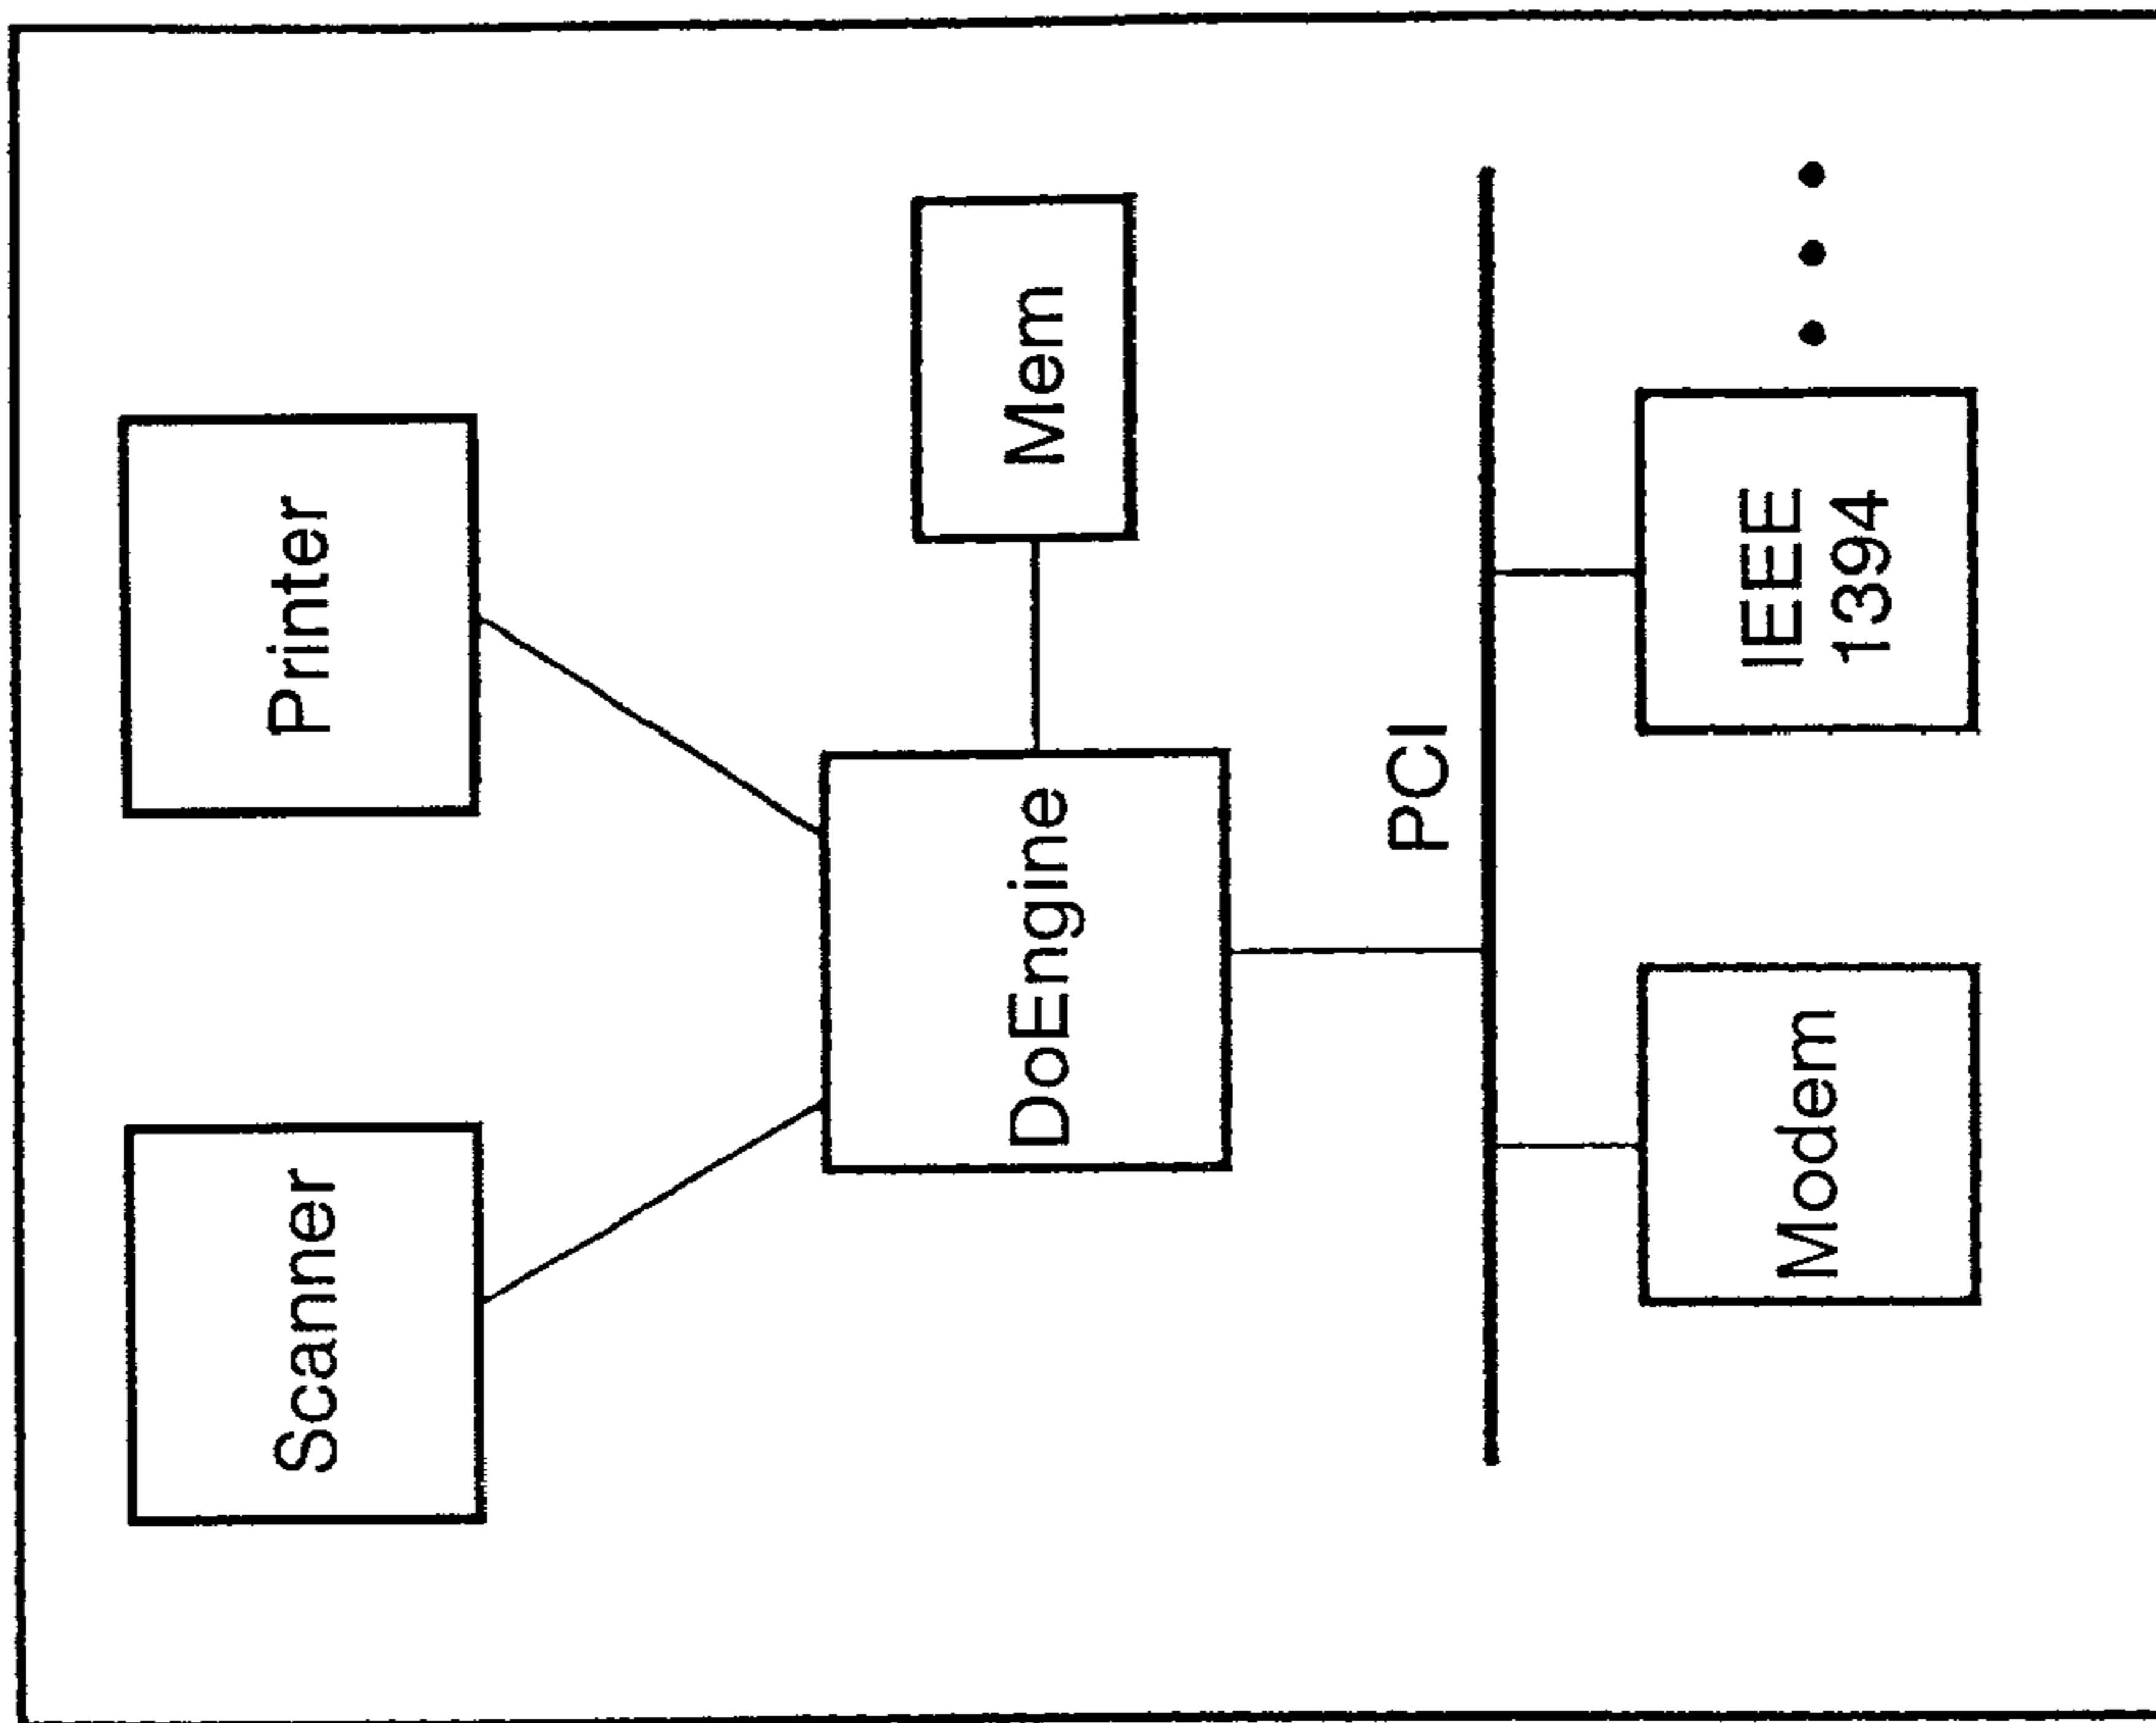 Scanner
Printer
DoEngine
Mem
PCI
Modem
IEEE
1394